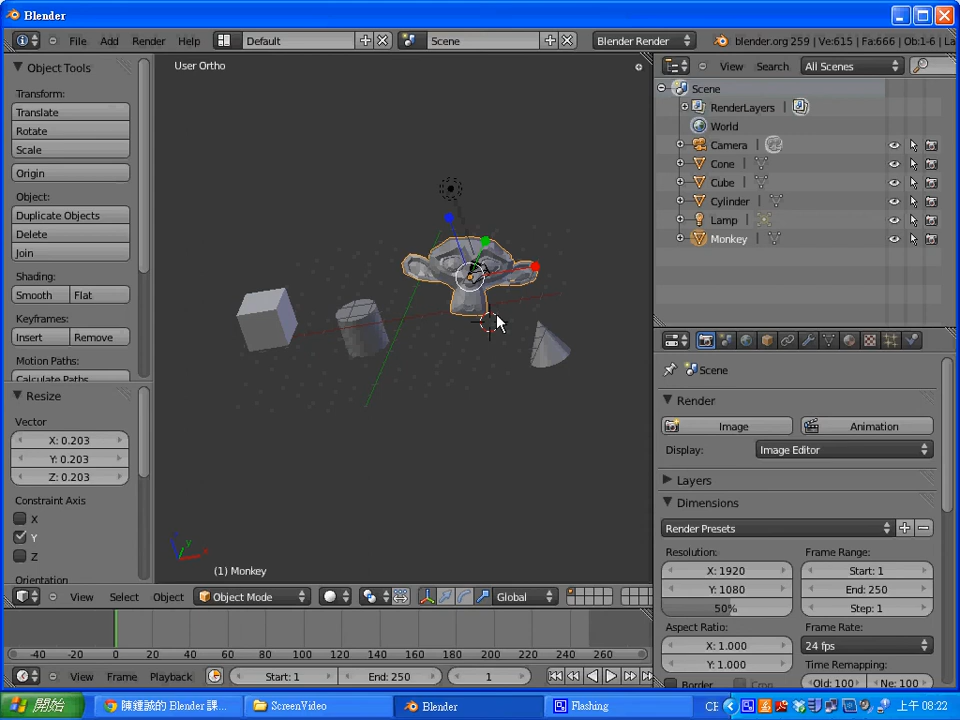 Blender
File Add Render Help Default Scene Blender Render blender.org 259 | Ve:615 | Fa:666 | Ob:1-6 | La
Object Tools
Transform:
Translate
Rotate
Scale
Origin
Object:
Duplicate Objects
Delete
Join
Shading:
Smooth Flat
Keyframes:
Insert Remove
Motion Paths:
Calculate Paths
Resize
Vector
X: 0.203
Y: 0.203
Z: 0.203
Constraint Axis
X
Y
Z
Orientation
User Ortho
(1) Monkey
View Select Object Object Mode Global
-40 -20 0 20 40 60 80 100 120 140 160 180 200 220 240 260
View Frame Playback Start: 1 End: 250 1
View Search All Scenes
Scene
RenderLayers |
World
Camera |
Cone |
Cube |
Cylinder |
Lamp |
Monkey |
Scene
Render
Image Animation
Display: Image Editor
Layers
Dimensions
Render Presets
Resolution: Frame Range:
X: 1920 Start: 1
Y: 1080 End: 250
50% Step: 1
Aspect Ratio: Frame Rate:
X: 1.000 24 fps
Y: 1.000 Time Remapping:
Border Crop Old: 100 Ne: 100
開始 陳鍾誠的 Blender 課... ScreenVideo Blender Flashing 上午 08:22